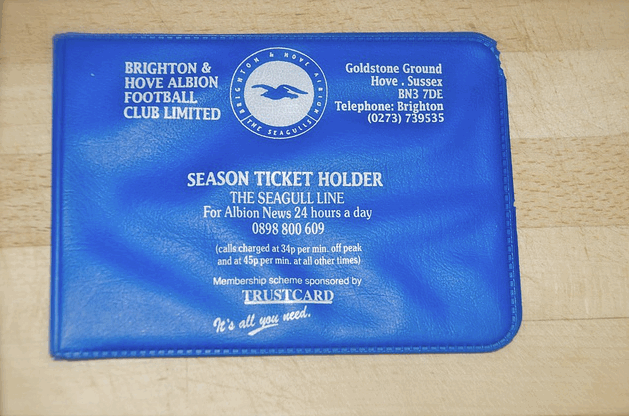 BRIGHTON &
HOVE ALBION
FOOTBALL
CLUB LIMITED
BRIGHTON & HOVE ALBION
THE SEAGULLS
Goldstone Ground
Hove . Sussex
BN3 7DE
Telephone: Brighton
(0273) 739535
SEASON TICKET HOLDER
THE SEAGULL LINE
For Albion News 24 hours a day
0898 800 609
(calls charged at 34p per min. off peak
and at 45p per min. at all other times)
Membership scheme sponsored by
TRUSTCARD
It's all you need.